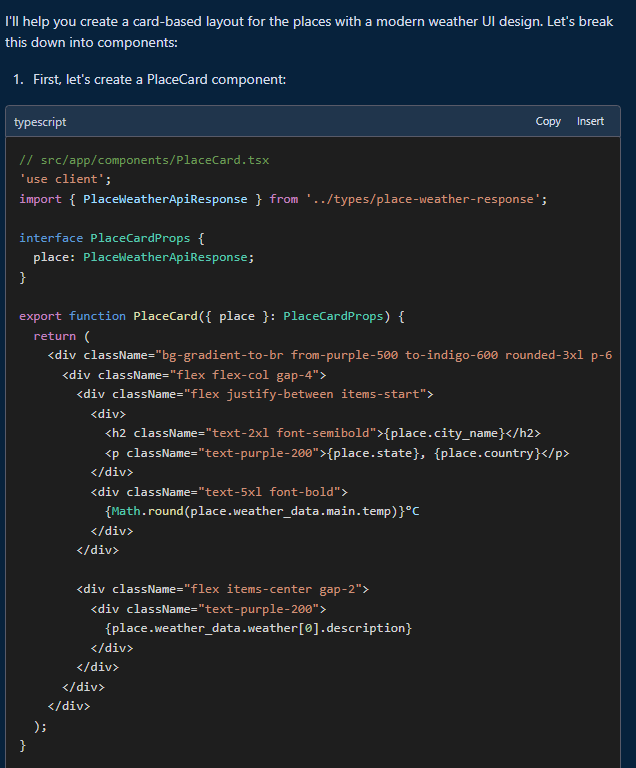 I'll help you create a card-based layout for the places with a modern weather UI design. Let's break
this down into components:
1. First, let's create a PlaceCard component:
typescript Copy Insert
// src/app/components/PlaceCard.tsx
'use client';
import { PlaceWeatherApiResponse } from '../types/place-weather-response';

interface PlaceCardProps {
  place: PlaceWeatherApiResponse;
}

export function PlaceCard({ place }: PlaceCardProps) {
  return (
    <div className="bg-gradient-to-br from-purple-500 to-indigo-600 rounded-3xl p-6
      <div className="flex flex-col gap-4">
        <div className="flex justify-between items-start">
          <div>
            <h2 className="text-2xl font-semibold">{place.city_name}</h2>
            <p className="text-purple-200">{place.state}, {place.country}</p>
          </div>
          <div className="text-5xl font-bold">
            {Math.round(place.weather_data.main.temp)}°C
          </div>
        </div>

        <div className="flex items-center gap-2">
          <div className="text-purple-200">
            {place.weather_data.weather[0].description}
          </div>
        </div>
      </div>
    </div>
  );
}